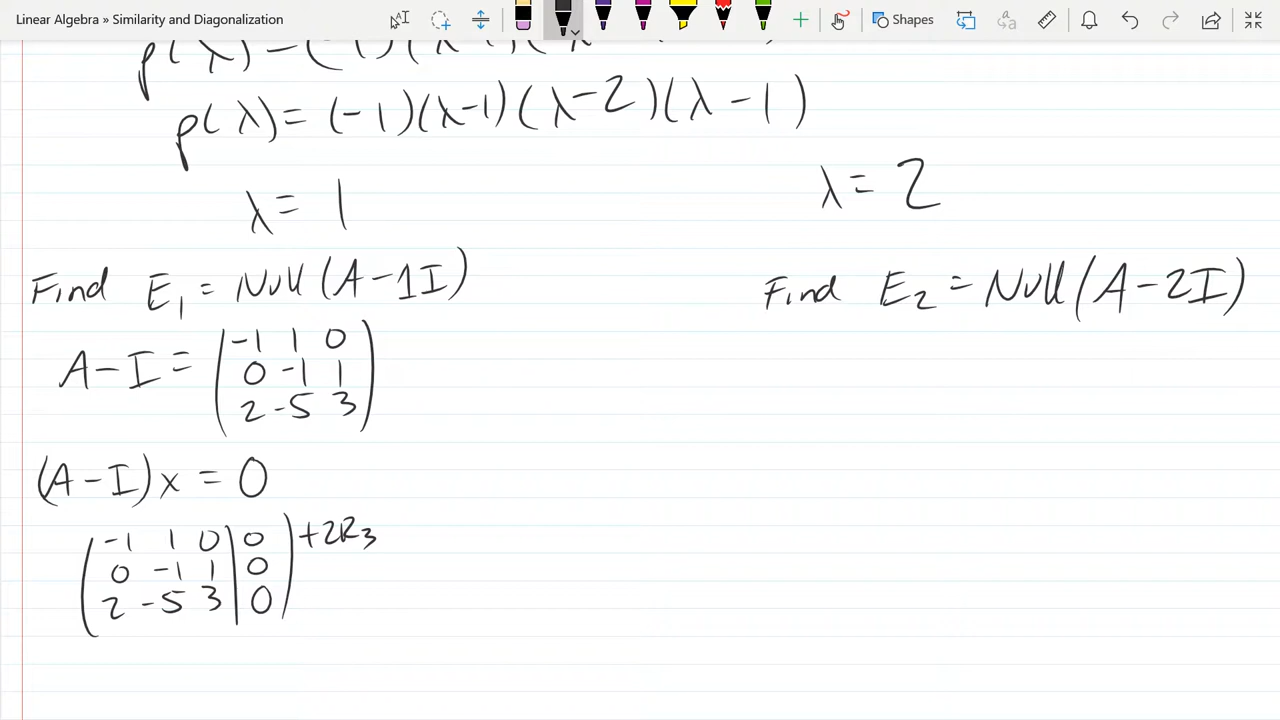 Linear Algebra » Similarity and Diagonalization
Shapes
p(λ) = (-1)(λ-1)(λ
p(λ) = (-1)(λ-1)(λ-2)(λ-1)
λ = 1
λ = 2
Find E₁ = Null(A-1I)
Find E₂ = Null(A-2I)
A-I = (-1 1 0
0 -1 1
2 -5 3)
(A-I)x = 0
(-1 1 0 | 0) +2R₃
0 -1 1 | 0
2 -5 3 | 0